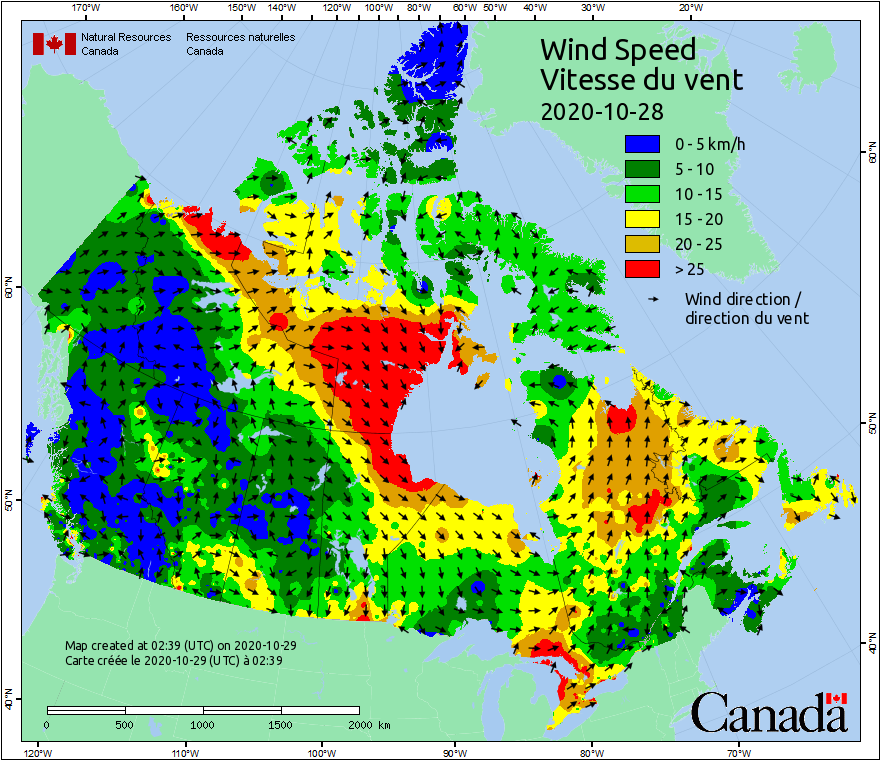 170°W 160°W 150°W 140°W 120°W 110°W 100°W 80°W 60°W 50°W 40°W 30°W 20°W
Natural Resources Ressources naturelles
Canada Canada
Wind Speed
Vitesse du vent
2020-10-28
0 - 5 km/h
5 - 10
10 - 15
15 - 20
20 - 25
> 25
Wind direction /
direction du vent
60°N
60°N
50°N
50°N
40°N
40°N
Map created at 02:39 (UTC) on 2020-10-29
Carte créée le 2020-10-29 (UTC) à 02:39
0 500 1000 1500 2000 km
Canada
120°W 110°W 100°W 90°W 80°W 70°W